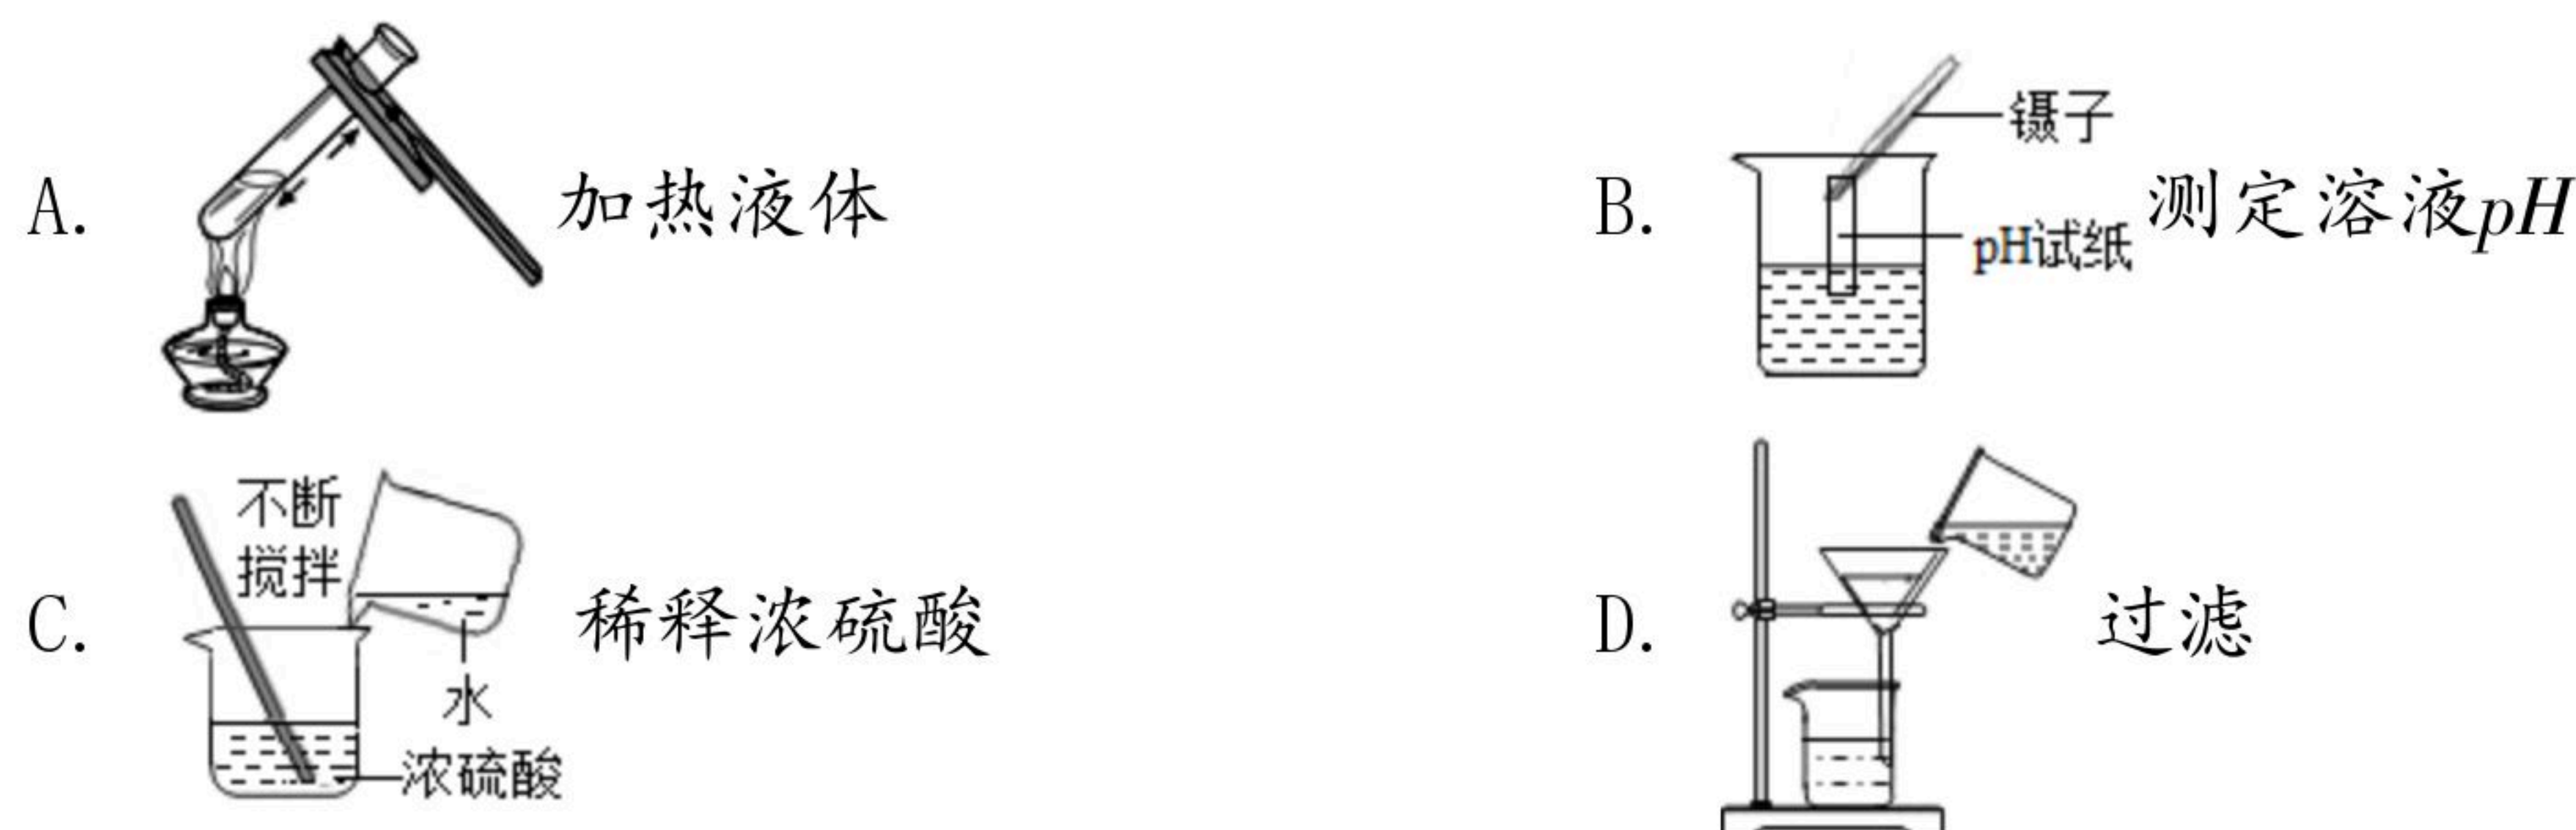 A. 加热液体
B. 镊子 pH试纸 测定溶液pH
C. 不断搅拌 水 浓硫酸 稀释浓硫酸
D. 过滤